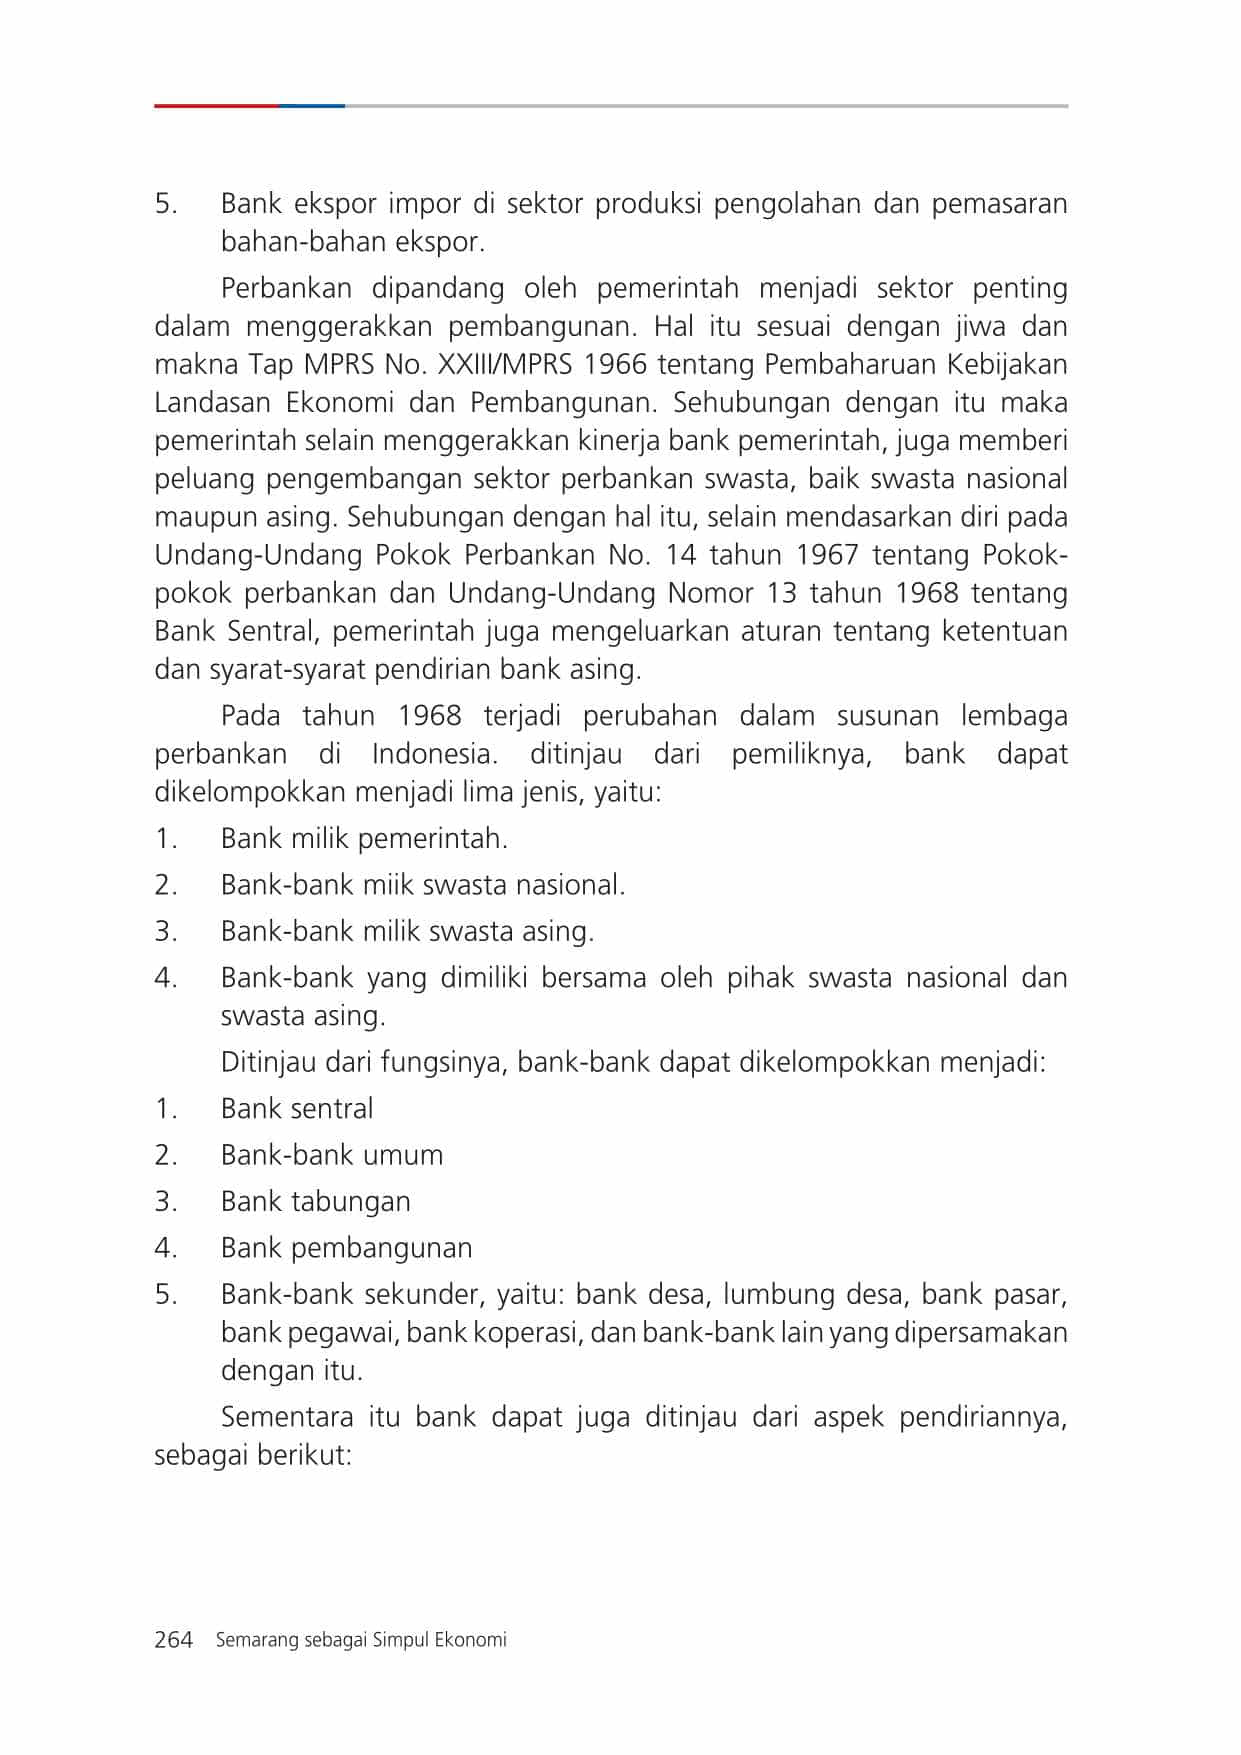 5. Bank ekspor impor di sektor produksi pengolahan dan pemasaran
bahan-bahan ekspor.
Perbankan dipandang oleh pemerintah menjadi sektor penting
dalam menggerakkan pembangunan. Hal itu sesuai dengan jiwa dan
makna Tap MPRS No. XXIII/MPRS 1966 tentang Pembaharuan Kebijakan
Landasan Ekonomi dan Pembangunan. Sehubungan dengan itu maka
pemerintah selain menggerakkan kinerja bank pemerintah, juga memberi
peluang pengembangan sektor perbankan swasta, baik swasta nasional
maupun asing. Sehubungan dengan hal itu, selain mendasarkan diri pada
Undang-Undang Pokok Perbankan No. 14 tahun 1967 tentang Pokok-
pokok perbankan dan Undang-Undang Nomor 13 tahun 1968 tentang
Bank Sentral, pemerintah juga mengeluarkan aturan tentang ketentuan
dan syarat-syarat pendirian bank asing.
Pada tahun 1968 terjadi perubahan dalam susunan lembaga
perbankan di Indonesia. ditinjau dari pemiliknya, bank dapat
dikelompokkan menjadi lima jenis, yaitu:
1. Bank milik pemerintah.
2. Bank-bank miik swasta nasional.
3. Bank-bank milik swasta asing.
4. Bank-bank yang dimiliki bersama oleh pihak swasta nasional dan
swasta asing.
Ditinjau dari fungsinya, bank-bank dapat dikelompokkan menjadi:
1. Bank sentral
2. Bank-bank umum
3. Bank tabungan
4. Bank pembangunan
5. Bank-bank sekunder, yaitu: bank desa, lumbung desa, bank pasar,
bank pegawai, bank koperasi, dan bank-bank lain yang dipersamakan
dengan itu.
Sementara itu bank dapat juga ditinjau dari aspek pendiriannya,
sebagai berikut:
264 Semarang sebagai Simpul Ekonomi